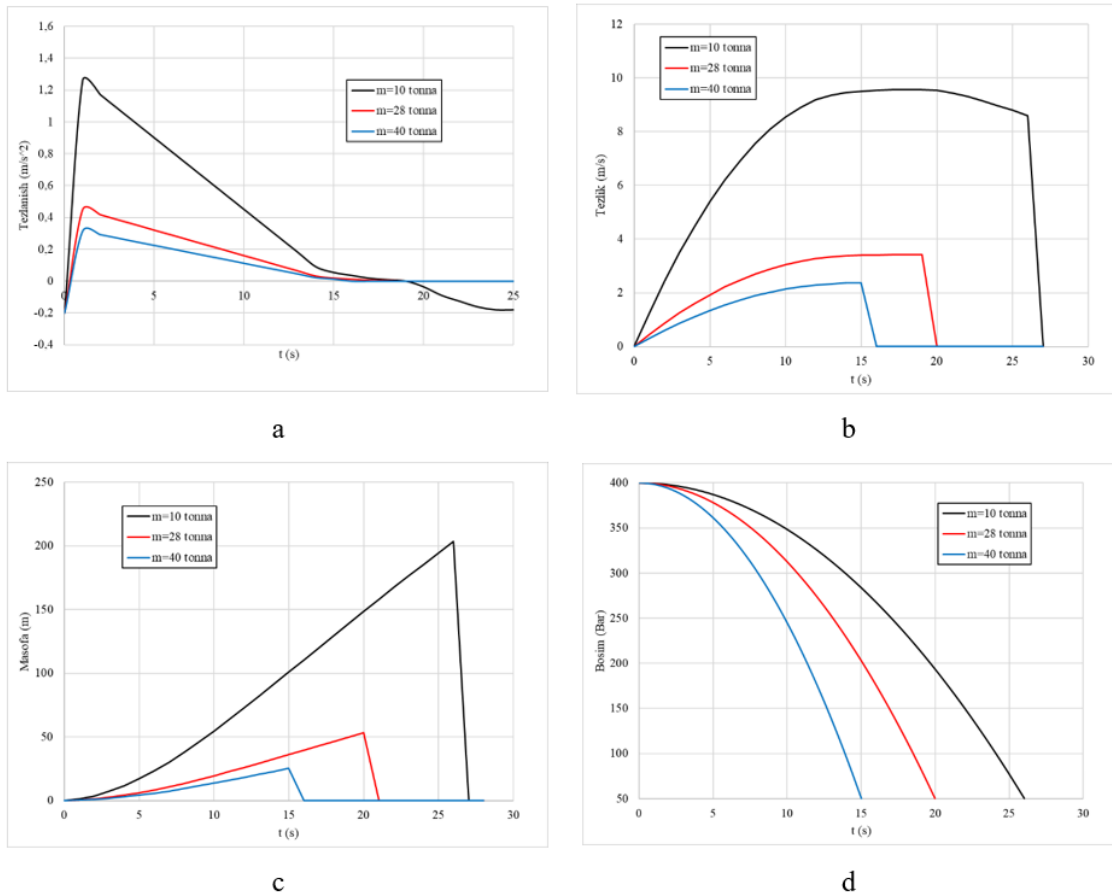 1,6
1,4
1,2
1
0,8
0,6
0,4
0,2
0
-0,2
-0,4
Tezlanish (m/s^2)
m=10 tonna
m=28 tonna
m=40 tonna
0 5 10 15 20 25
t (s)
a
12
10
8
6
4
2
0
Tezlik (m/s)
m=10 tonna
m=28 tonna
m=40 tonna
0 5 10 15 20 25 30
t (s)
b
250
200
150
100
50
0
Masofa (m)
m=10 tonna
m=28 tonna
m=40 tonna
0 5 10 15 20 25 30
t (s)
c
400
350
300
250
200
150
100
50
Bosim (Bar)
m=10 tonna
m=28 tonna
m=40 tonna
0 5 10 15 20 25 30
t (s)
d